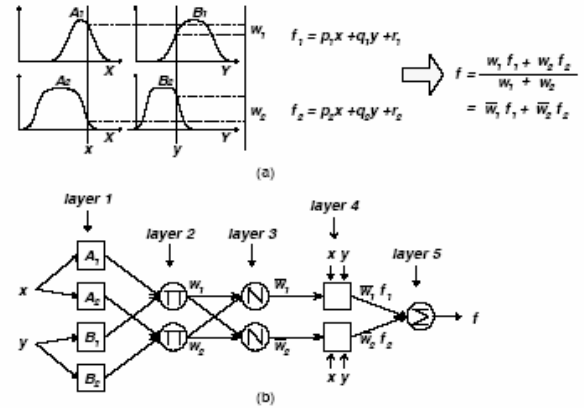 A₁ B₁
w₁ f₁ = p₁x + q₁y + r₁
X Y
f = w₁ f₁ + w₂ f₂ / w₁ + w₂
A₂ B₂
= w̅₁ f₁ + w̅₂ f₂
w₂ f₂ = p₂x + q₂y + r₂
X Y
x y
(a)
layer 1 layer 4
layer 2 layer 3 layer 5
x y
A₁
w₁ w̅₁ w̅₁ f₁
x A₂ Π N
Σ f
y B₁ Π N
w₂ w̅₂ w̅₂ f₂
B₂ x y
(b)